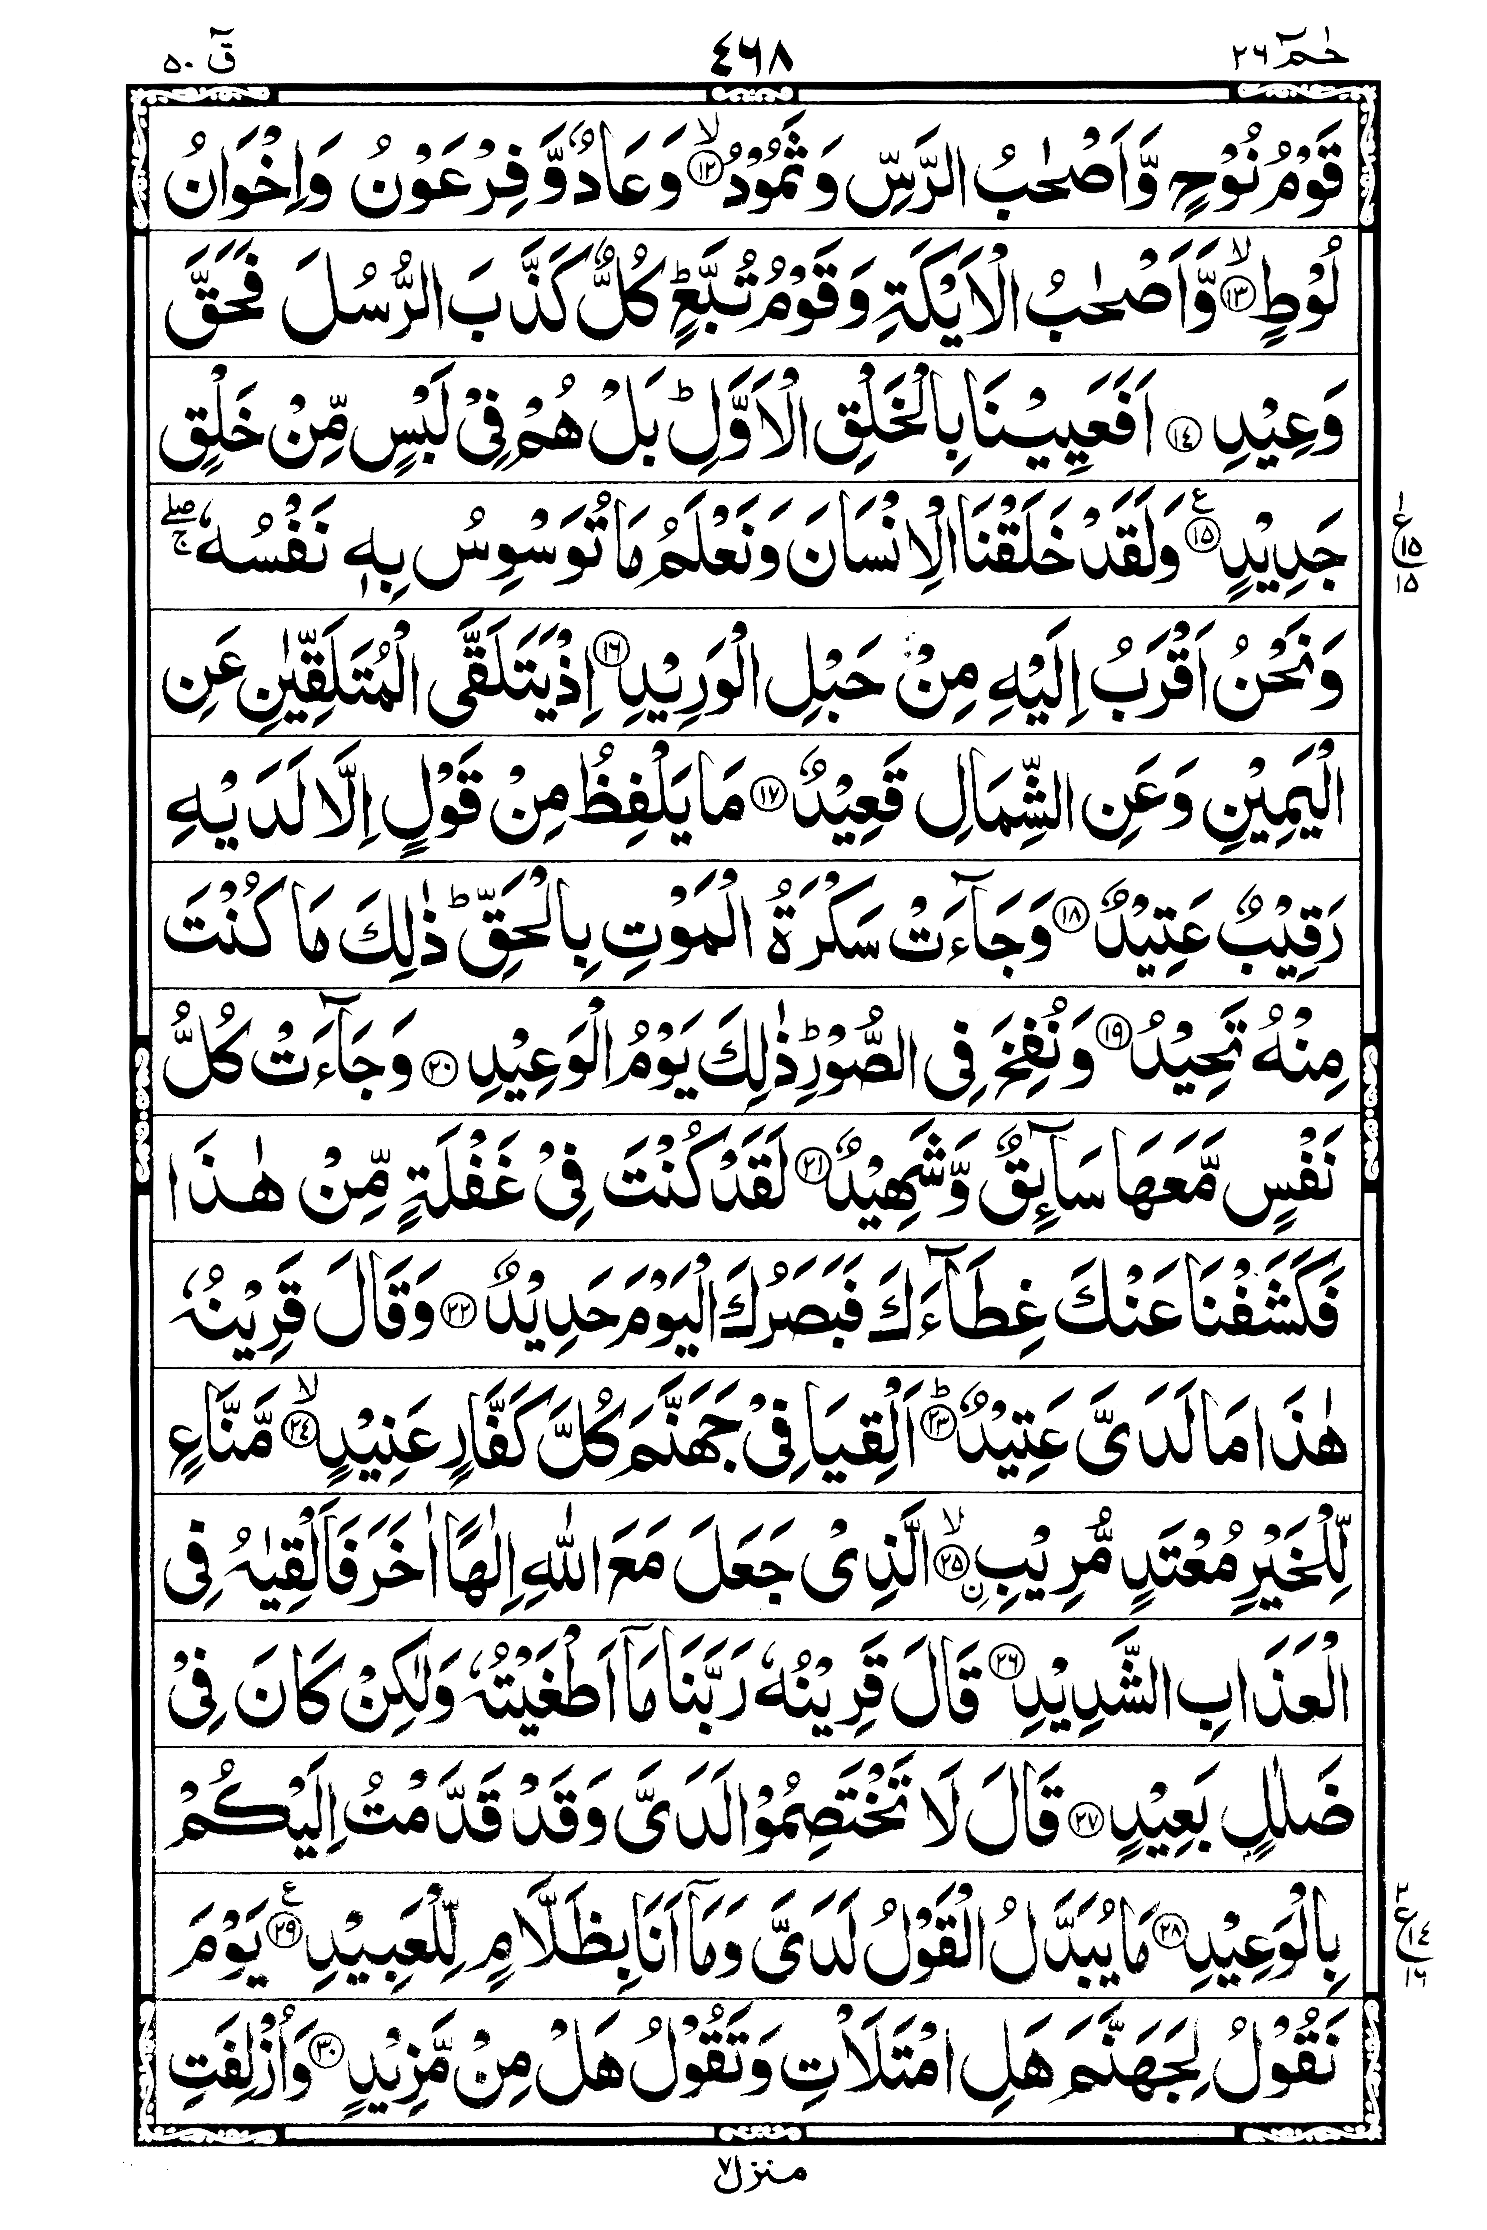 حٰمٓ ٢٦
٤٦٨
قٓ ٥٠
قَوْمُ نُوْحٍ وَّاَصْحٰبُ الرَّسِّ وَثَمُوْدُ ۙ﴿١٢﴾ وَعَادٌ وَّفِرْعَوْنُ وَاِخْوَانُ
لُوْطٍ ۙ﴿١٣﴾ وَّاَصْحٰبُ الْاَيْكَةِ وَقَوْمُ تُبَّعٍ ؕ كُلٌّ كَذَّبَ الرُّسُلَ فَحَقَّ
وَعِيْدِ ﴿١٤﴾ اَفَعَيِيْنَا بِالْخَلْقِ الْاَوَّلِ ؕ بَلْ هُمْ فِيْ لَبْسٍ مِّنْ خَلْقٍ
جَدِيْدٍ ﴿١٥﴾ ع وَلَقَدْ خَلَقْنَا الْاِنْسَانَ وَنَعْلَمُ مَا تُوَسْوِسُ بِهٖ نَفْسُهٗ ۖۚ
ع ١ ١٥ ١٥
وَنَحْنُ اَقْرَبُ اِلَيْهِ مِنْ حَبْلِ الْوَرِيْدِ ﴿١٦﴾ اِذْ يَتَلَقَّى الْمُتَلَقِّيٰنِ عَنِ
الْيَمِيْنِ وَعَنِ الشِّمَالِ قَعِيْدٌ ﴿١٧﴾ مَا يَلْفِظُ مِنْ قَوْلٍ اِلَّا لَدَيْهِ
رَقِيْبٌ عَتِيْدٌ ﴿١٨﴾ وَجَآءَتْ سَكْرَةُ الْمَوْتِ بِالْحَقِّ ؕ ذٰلِكَ مَا كُنْتَ
مِنْهُ تَحِيْدُ ﴿١٩﴾ وَنُفِخَ فِى الصُّوْرِ ؕ ذٰلِكَ يَوْمُ الْوَعِيْدِ ﴿٢٠﴾ وَجَآءَتْ كُلُّ
نَفْسٍ مَّعَهَا سَآئِقٌ وَّشَهِيْدٌ ﴿٢١﴾ لَقَدْ كُنْتَ فِيْ غَفْلَةٍ مِّنْ هٰذَا
فَكَشَفْنَا عَنْكَ غِطَآءَكَ فَبَصَرُكَ الْيَوْمَ حَدِيْدٌ ﴿٢٢﴾ وَقَالَ قَرِيْنُهٗ
هٰذَا مَا لَدَىَّ عَتِيْدٌ ؕ﴿٢٣﴾ اَلْقِيَا فِيْ جَهَنَّمَ كُلَّ كَفَّارٍ عَنِيْدٍ ۙ﴿٢٤﴾ مَّنَّاعٍ
لِّلْخَيْرِ مُعْتَدٍ مُّرِيْبِ ۙ﴿٢٥﴾ نِ الَّذِىْ جَعَلَ مَعَ اللّٰهِ اِلٰهًا اٰخَرَ فَاَلْقِيٰهُ فِى
الْعَذَابِ الشَّدِيْدِ ﴿٢٦﴾ قَالَ قَرِيْنُهٗ رَبَّنَا مَاۤ اَطْغَيْتُهٗ وَلٰكِنْ كَانَ فِيْ
ضَلٰلٍۭ بَعِيْدٍ ﴿٢٧﴾ قَالَ لَا تَخْتَصِمُوْا لَدَىَّ وَقَدْ قَدَّمْتُ اِلَيْكُمْ
بِالْوَعِيْدِ ﴿٢٨﴾ مَا يُبَدَّلُ الْقَوْلُ لَدَىَّ وَمَاۤ اَنَا بِظَلَّامٍ لِّلْعَبِيْدِ ﴿٢٩﴾ ع يَوْمَ
ع ٢ ١٤ ١٦
نَقُوْلُ لِجَهَنَّمَ هَلِ امْتَلَاْتِ وَتَقُوْلُ هَلْ مِنْ مَّزِيْدٍ ﴿٣٠﴾ وَاُزْلِفَتِ
منزل ٧